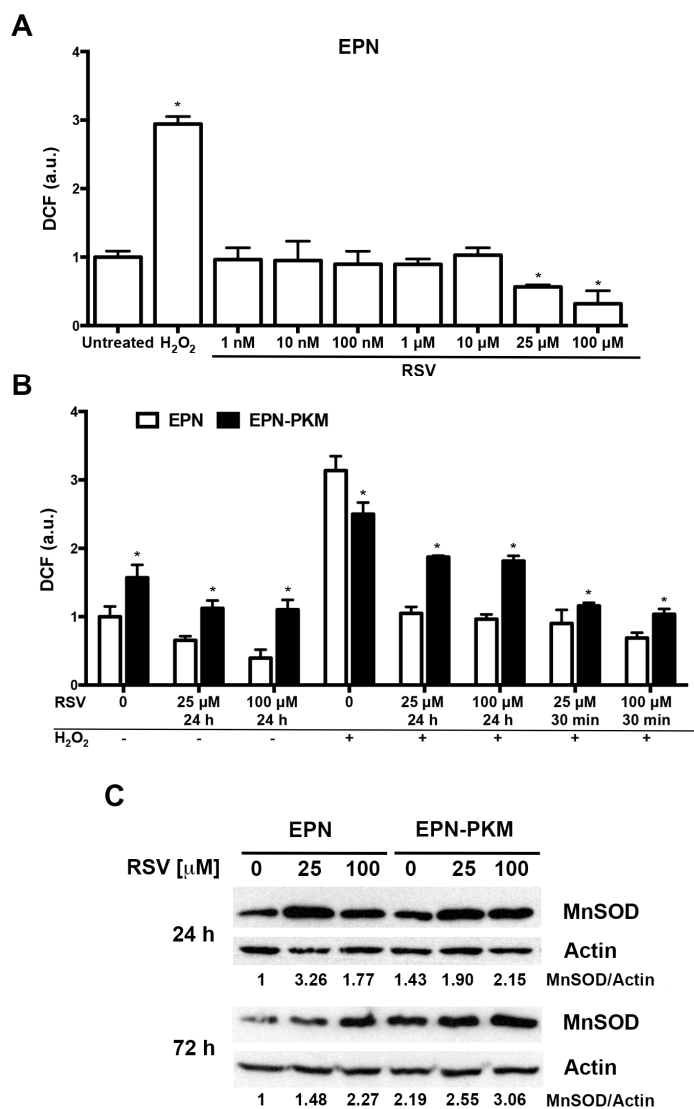 A
EPN
DCF (a.u.)
4
3
2
1
0
*
*
*
Untreated H₂O₂ 1 nM 10 nM 100 nM 1 µM 10 µM 25 µM 100 µM
RSV
B
EPN EPN-PKM
DCF (a.u.)
4
3
2
1
0
* * * * * * * *
RSV 0 25 µM 100 µM 0 25 µM 100 µM 25 µM 100 µM
24 h 24 h 24 h 24 h 30 min 30 min
H₂O₂ - - - + + + + +
C
EPN EPN-PKM
RSV [µM] 0 25 100 0 25 100
24 h
MnSOD
Actin
1 3.26 1.77 1.43 1.90 2.15 MnSOD/Actin
72 h
MnSOD
Actin
1 1.48 2.27 2.19 2.55 3.06 MnSOD/Actin